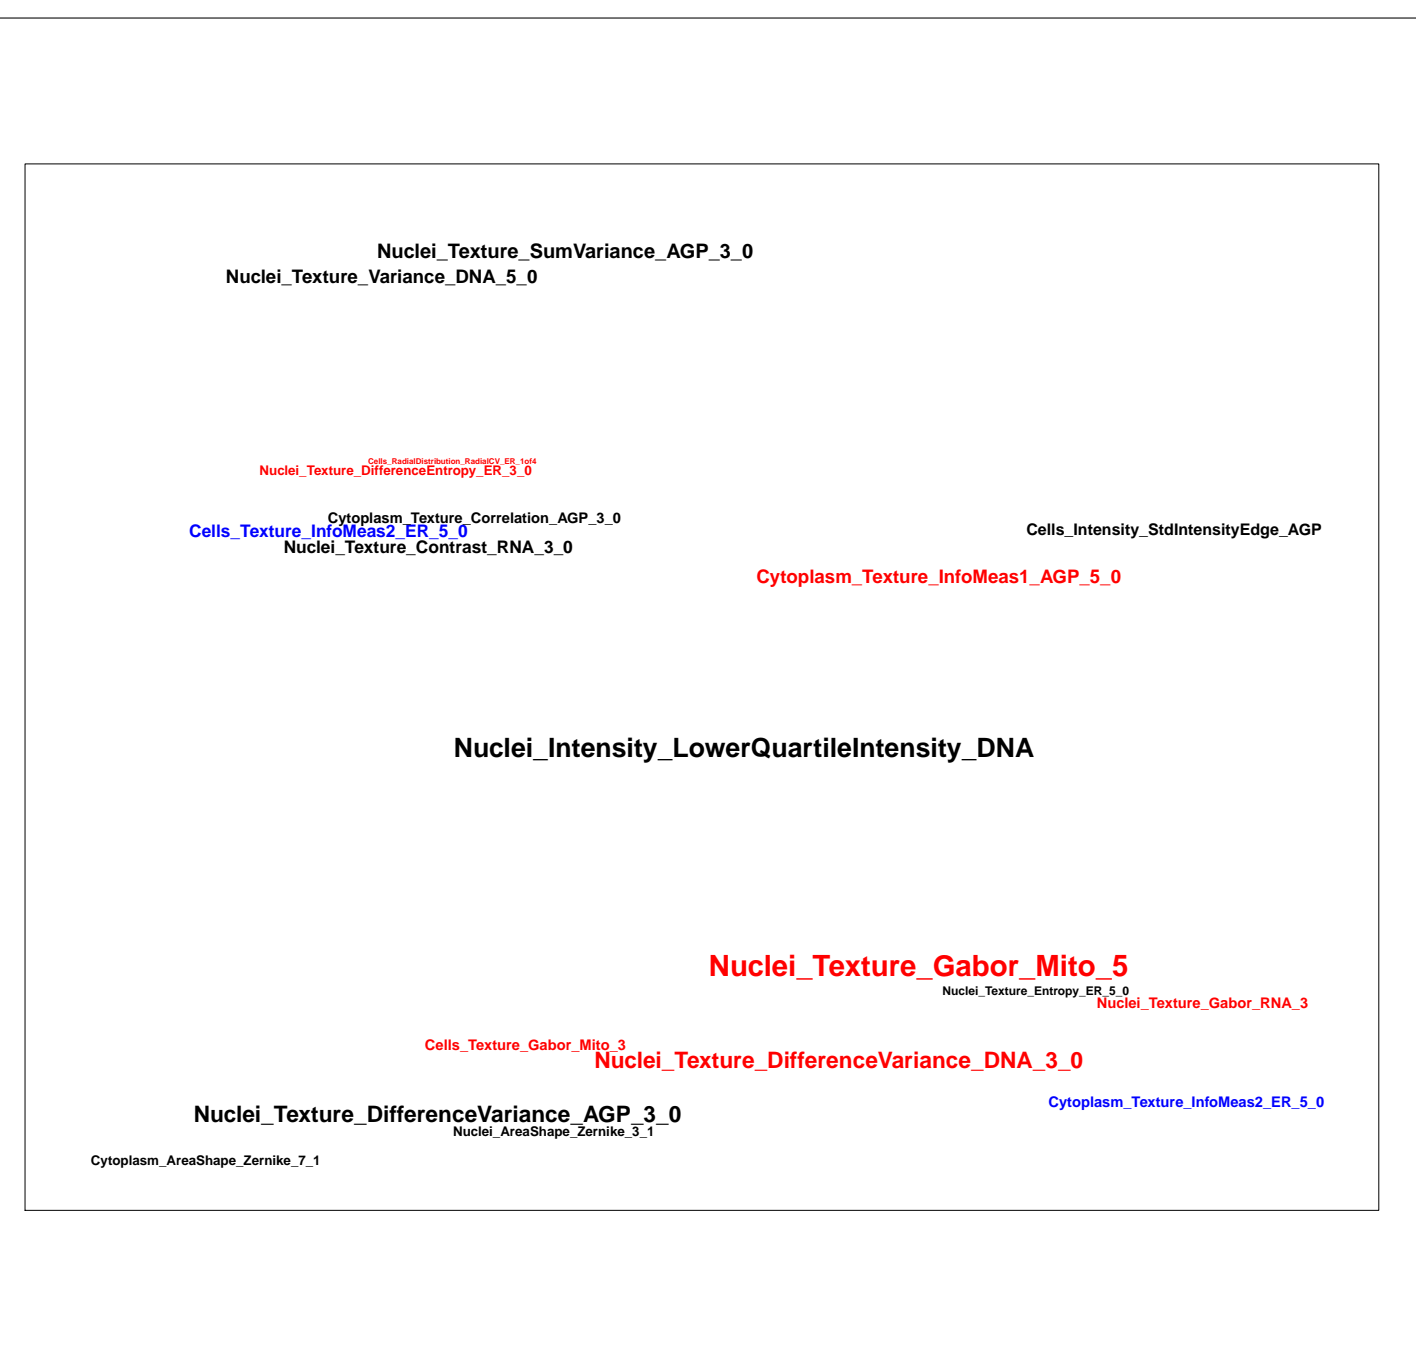 Nuclei_Texture_SumVariance_AGP_3_0
Nuclei_Texture_Variance_DNA_5_0
Cells_RadialDistribution_RadialCV_ER_1of4
Nuclei_Texture_DifferenceEntropy_ER_3_0
Cytoplasm_Texture_Correlation_AGP_3_0
Cells_Texture_InfoMeas2_ER_5_0
Cells_Intensity_StdIntensityEdge_AGP
Nuclei_Texture_Contrast_RNA_3_0
Cytoplasm_Texture_InfoMeas1_AGP_5_0
Nuclei_Intensity_LowerQuartileIntensity_DNA
Nuclei_Texture_Gabor_Mito_5
Nuclei_Texture_Entropy_ER_5_0
Nuclei_Texture_Gabor_RNA_3
Cells_Texture_Gabor_Mito_3
Nuclei_Texture_DifferenceVariance_DNA_3_0
Cytoplasm_Texture_InfoMeas2_ER_5_0
Nuclei_Texture_DifferenceVariance_AGP_3_0
Nuclei_AreaShape_Zernike_3_1
Cytoplasm_AreaShape_Zernike_7_1